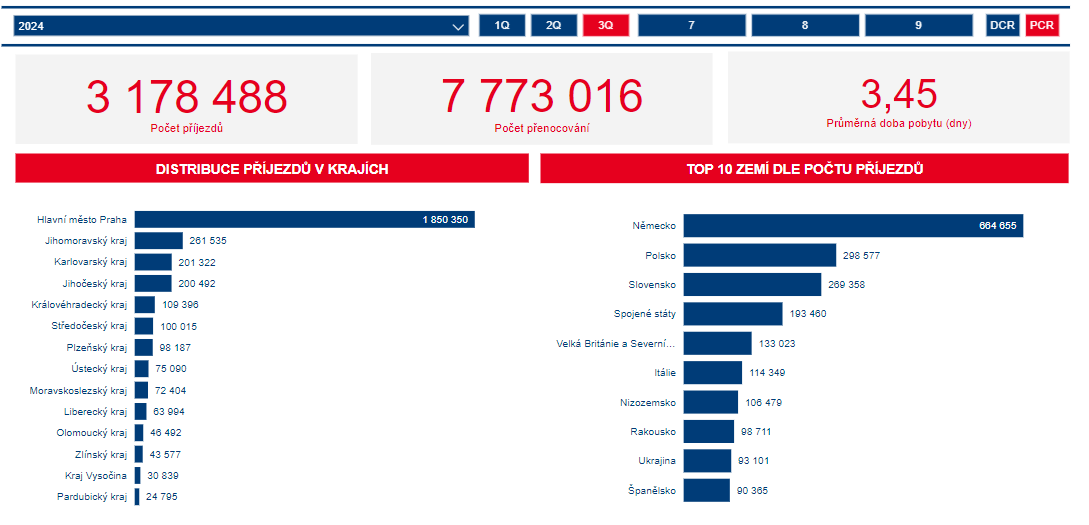 2024 1Q 2Q 3Q 7 8 9 DCR PCR
3 178 488
Počet příjezdů
7 773 016
Počet přenocování
3,45
Průměrná doba pobytu (dny)
DISTRIBUCE PŘÍJEZDŮ V KRAJÍCH
Hlavní město Praha 1 850 350
Jihomoravský kraj 261 535
Karlovarský kraj 201 322
Jihočeský kraj 200 492
Královéhradecký kraj 109 396
Středočeský kraj 100 015
Plzeňský kraj 98 187
Ústecký kraj 75 090
Moravskoslezský kraj 72 404
Liberecký kraj 63 994
Olomoucký kraj 46 492
Zlínský kraj 43 577
Kraj Vysočina 30 839
Pardubický kraj 24 795
TOP 10 ZEMÍ DLE POČTU PŘÍJEZDŮ
Německo 664 655
Polsko 298 577
Slovensko 269 358
Spojené státy 193 460
Velká Británie a Severní... 133 023
Itálie 114 349
Nizozemsko 106 479
Rakousko 98 711
Ukrajina 93 101
Španělsko 90 365